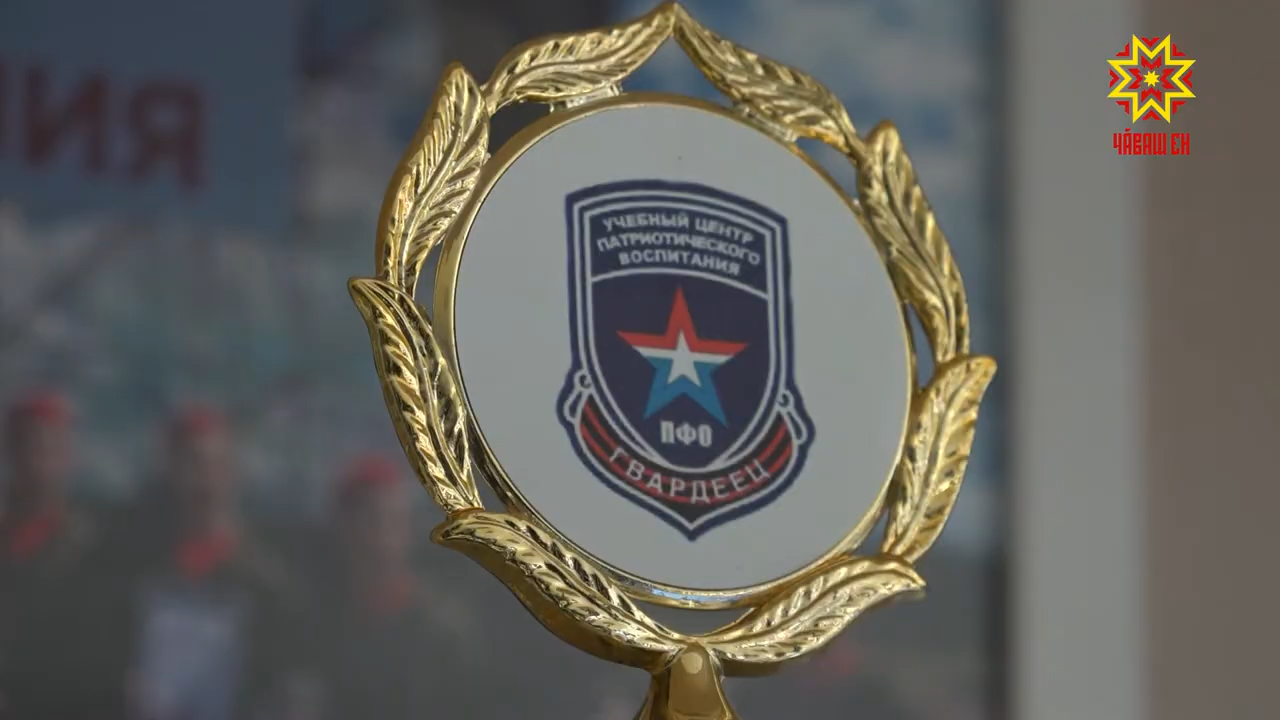 ЧӐВАШ ЕН
УЧЕБНЫЙ ЦЕНТР
ПАТРИОТИЧЕСКОГО
ВОСПИТАНИЯ
ПФО
ГВАРДЕЕЦ